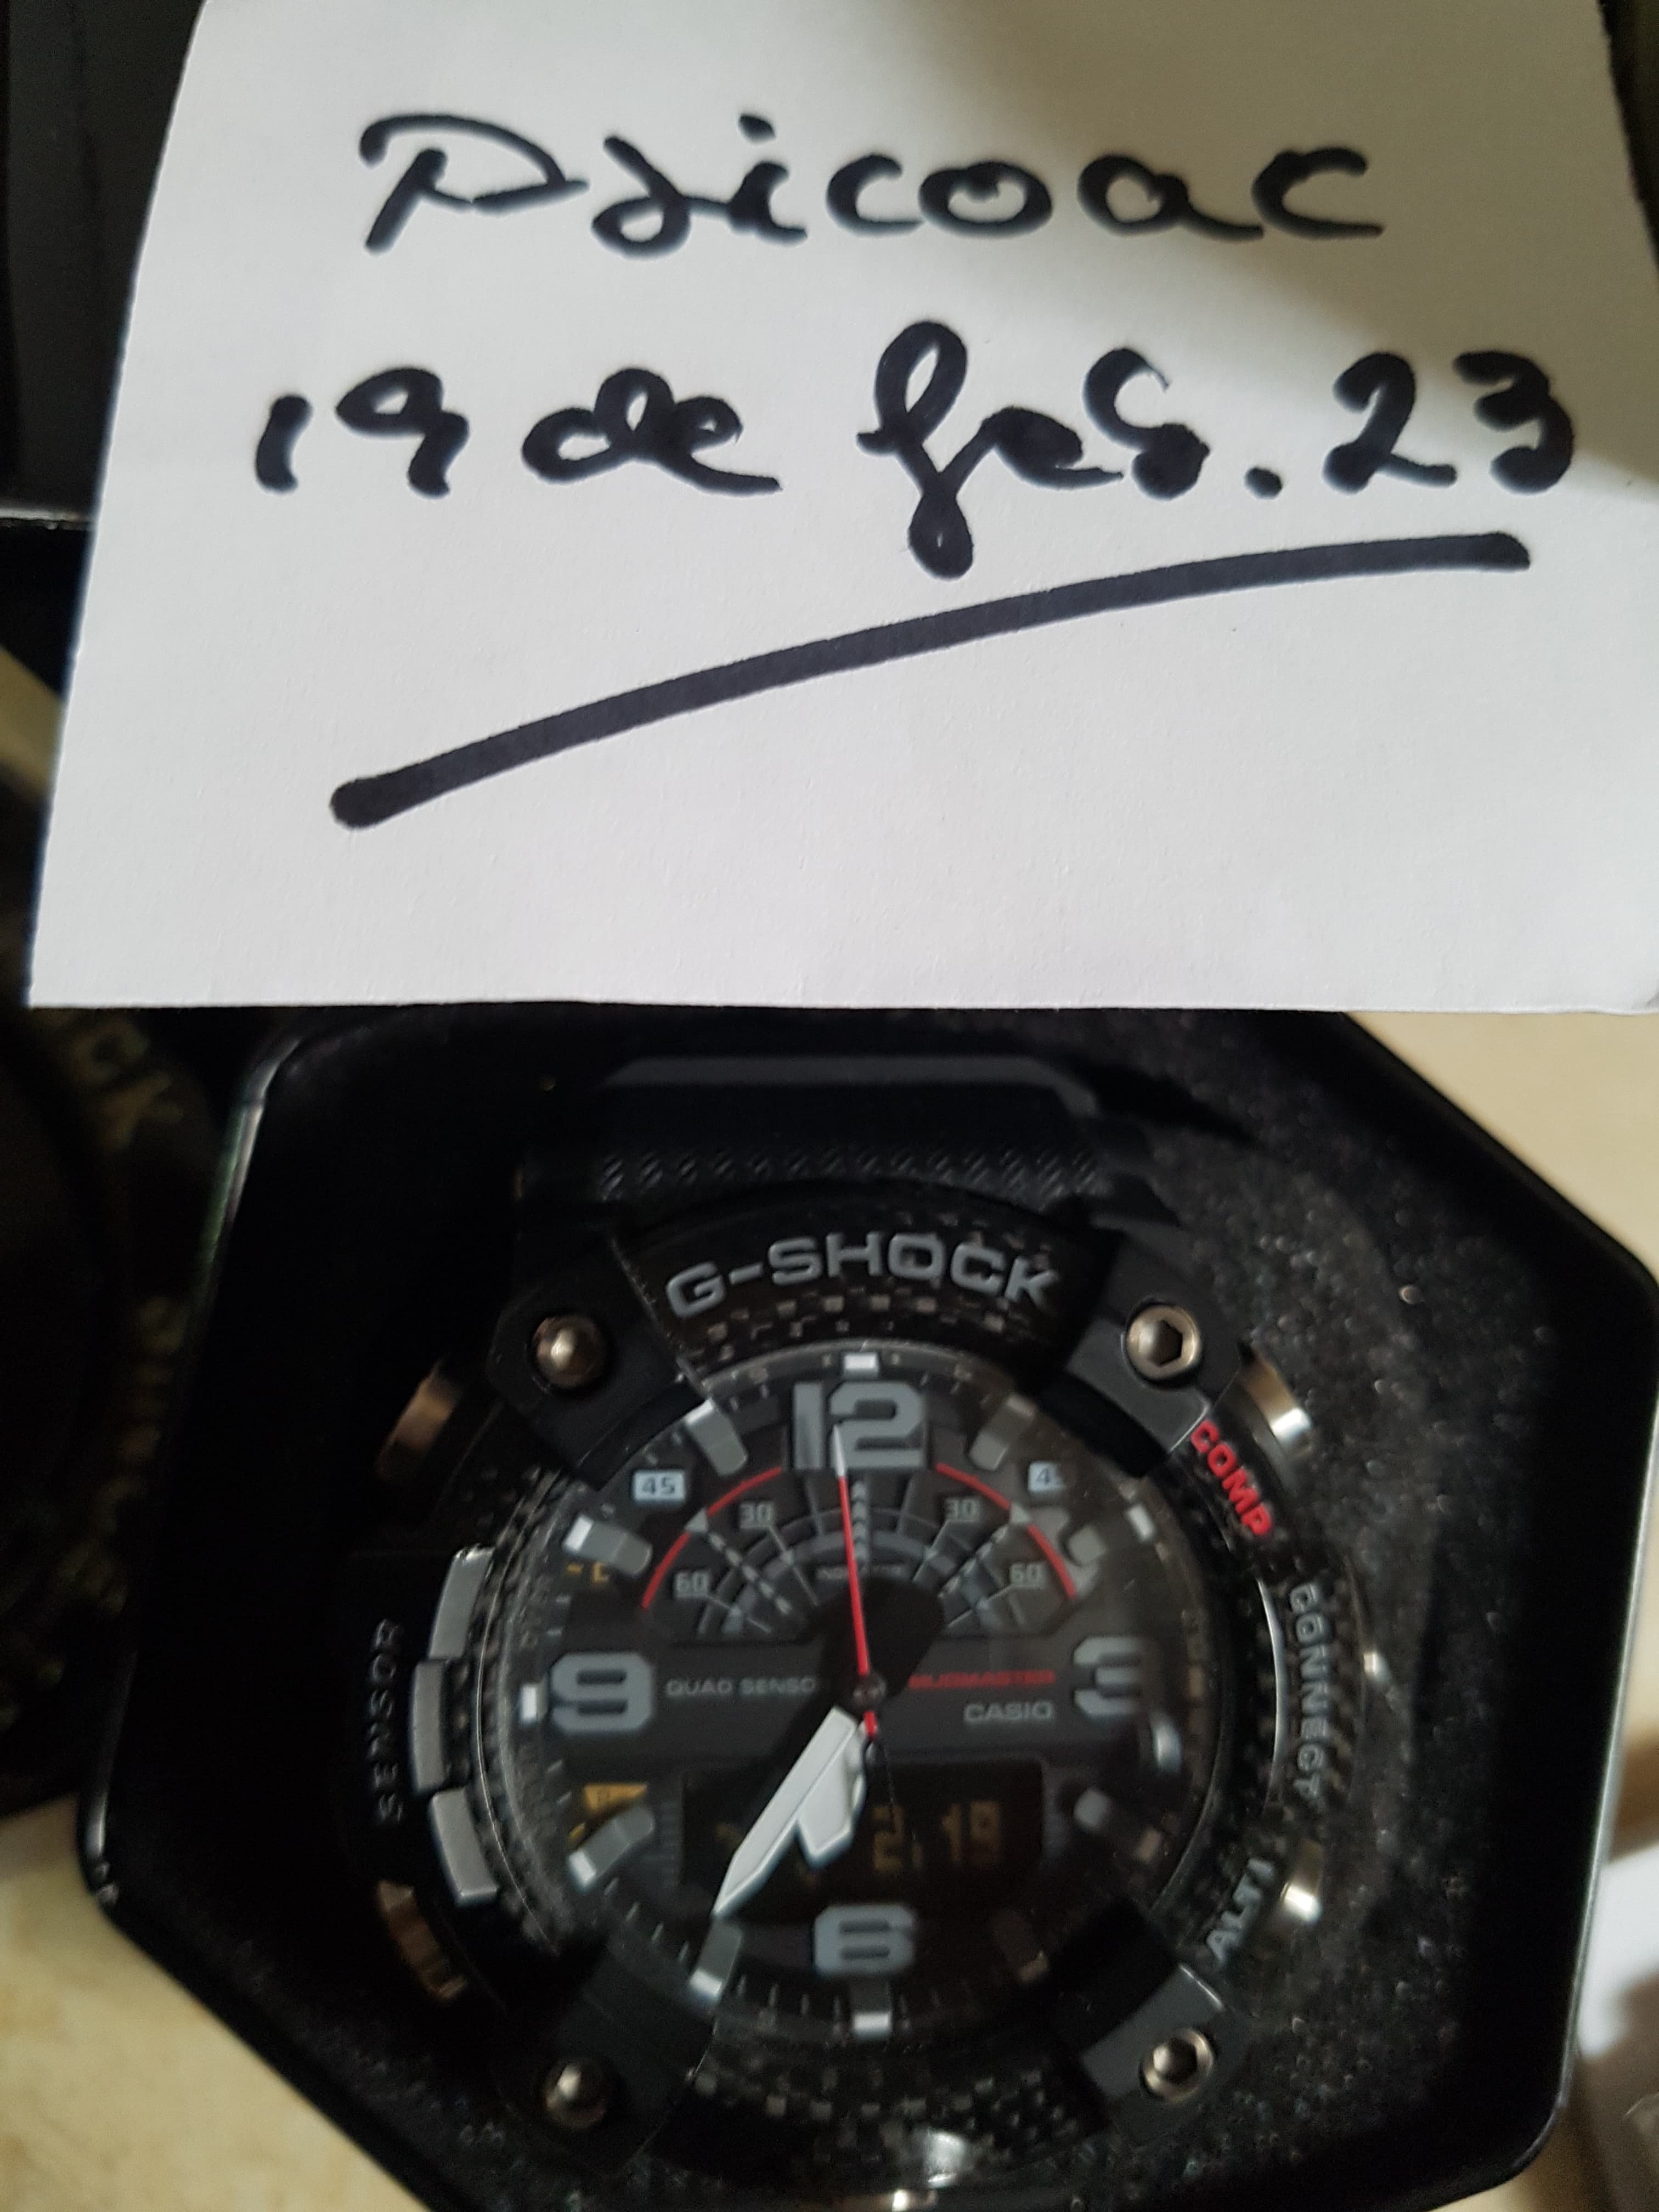 Psicoac
19 de feb. 23
G-SHOCK
12
45
30
30
60
60
COMP
9
QUAD SENSOR
MUDMASTER
3
CASIO
SENSOR
CONNECT
2.19
6
ALTI